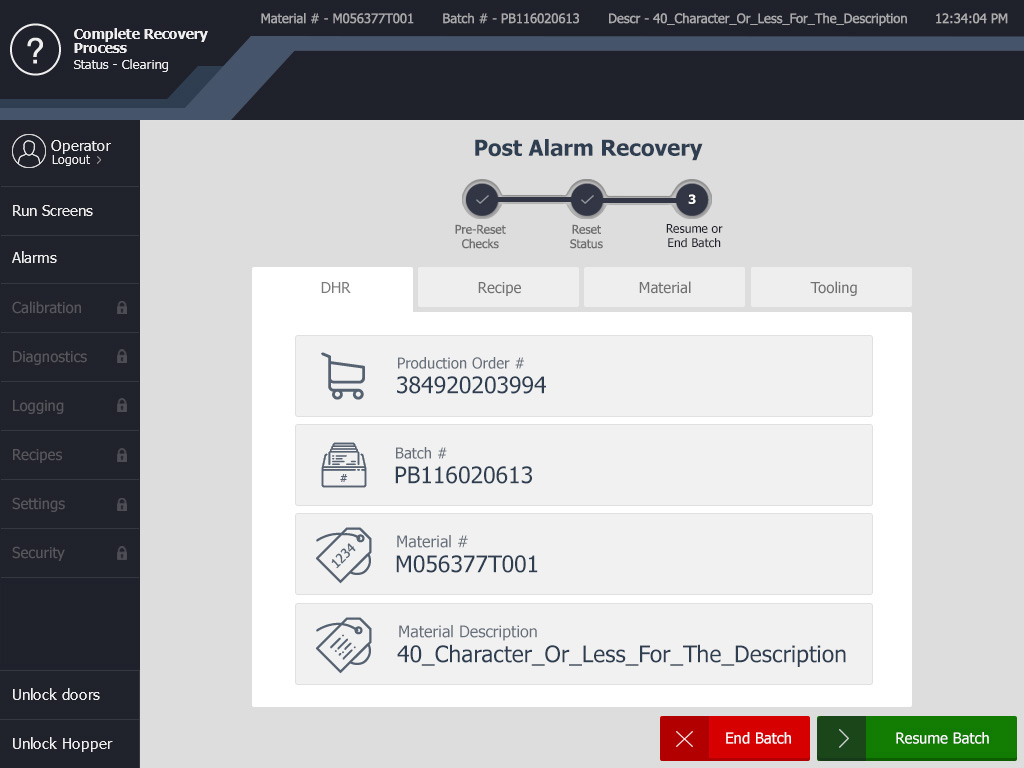 Material # - M056377T001 Batch # - PB116020613 Descr - 40_Character_Or_Less_For_The_Description 12:34:04 PM
?
Complete Recovery
Process
Status - Clearing
Operator
Logout >
Run Screens
Alarms
Calibration
Diagnostics
Logging
Recipes
Settings
Security
Unlock doors
Unlock Hopper
Post Alarm Recovery
3
Pre-Reset
Checks
Reset
Status
Resume or
End Batch
DHR Recipe Material Tooling
Production Order #
384920203994
#
Batch #
PB116020613
1234
Material #
M056377T001
Material Description
40_Character_Or_Less_For_The_Description
End Batch
Resume Batch